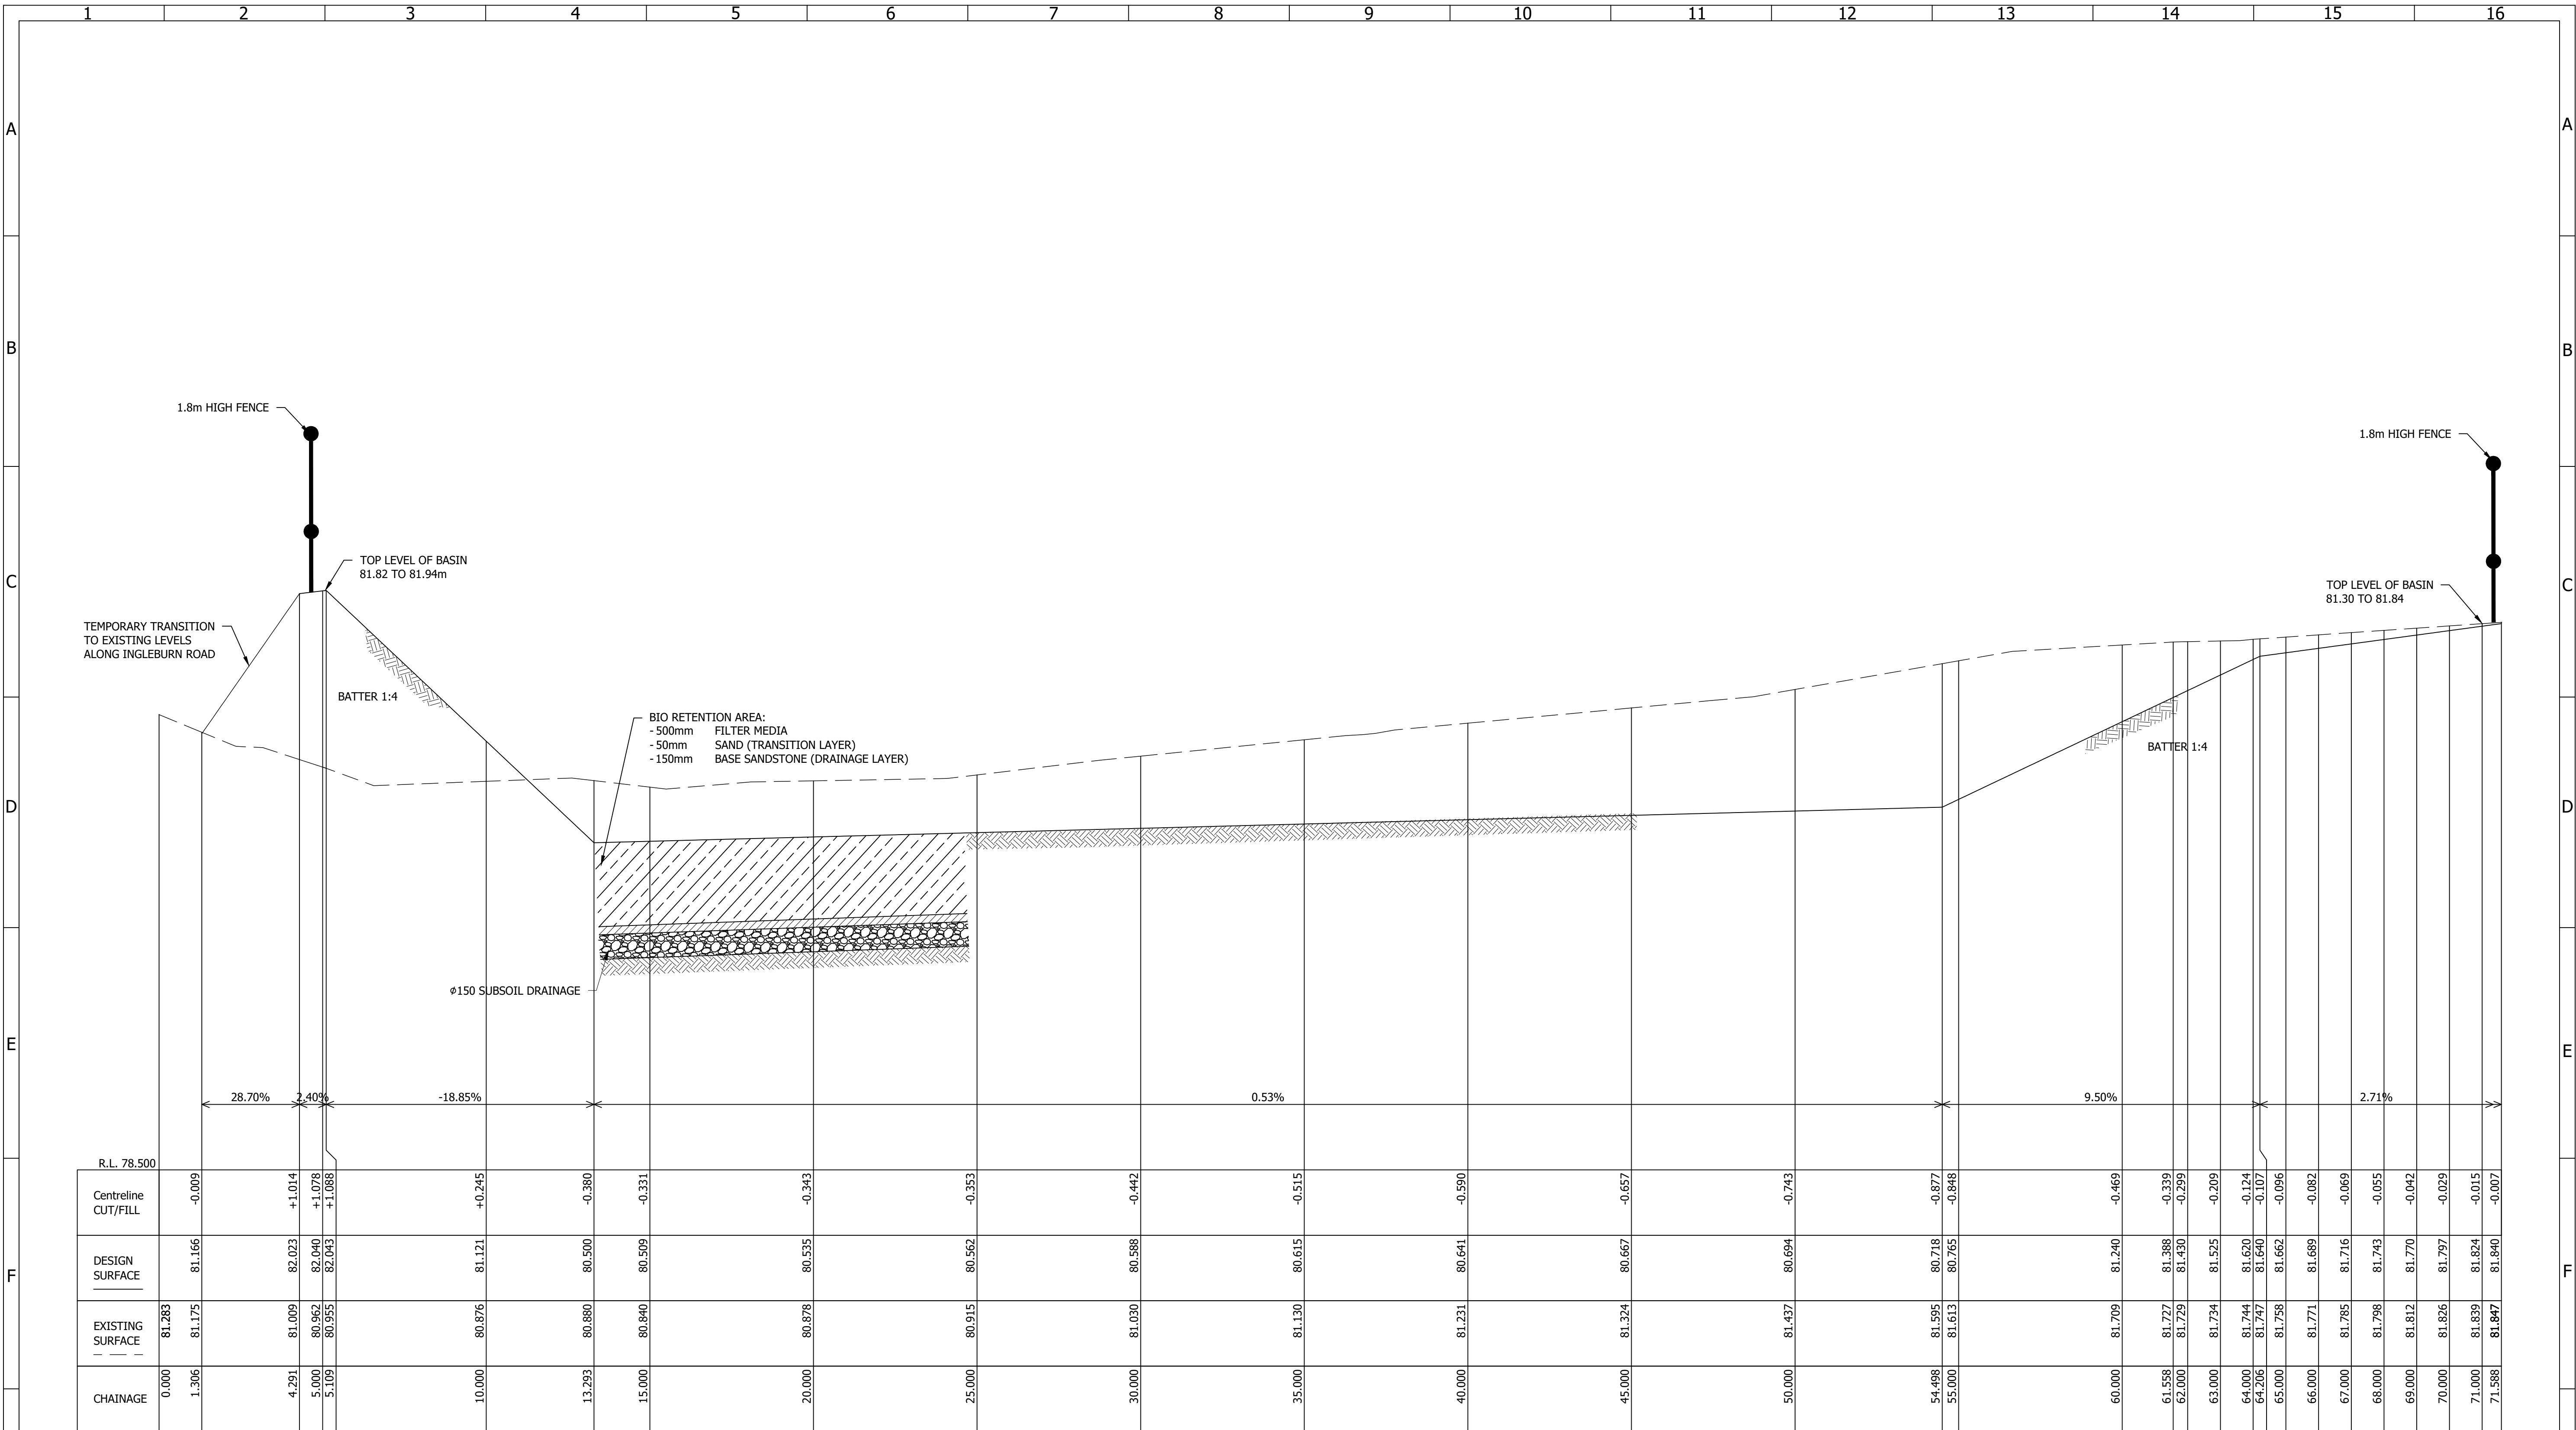 1 2 3 4 5 6 7 8 9 10 11 12 13 14 15 16
A A
B B
1.8m HIGH FENCE
1.8m HIGH FENCE
TOP LEVEL OF BASIN
81.82 TO 81.94m
C C
TOP LEVEL OF BASIN
81.30 TO 81.84
TEMPORARY TRANSITION
TO EXISTING LEVELS
ALONG INGLEBURN ROAD
BATTER 1:4
BIO RETENTION AREA:
- 500mm FILTER MEDIA
- 50mm SAND (TRANSITION LAYER)
- 150mm BASE SANDSTONE (DRAINAGE LAYER)
BATTER 1:4
D D
ø150 SUBSOIL DRAINAGE
E E
28.70% 2.40% -18.85% 0.53% 9.50% 2.71%
R.L. 78.500
Centreline
CUT/FILL
-0.009 +1.014 +1.078 +1.088 +0.245 -0.380 -0.331 -0.343 -0.353 -0.442 -0.515 -0.590 -0.657 -0.743 -0.877 -0.848 -0.469 -0.339 -0.299 -0.209 -0.124 -0.107 -0.096 -0.082 -0.069 -0.055 -0.042 -0.029 -0.015 -0.007
F F
DESIGN
SURFACE
81.166 82.023 82.040 82.043 81.121 80.500 80.509 80.535 80.562 80.588 80.615 80.641 80.667 80.694 80.718 80.765 81.240 81.388 81.430 81.525 81.620 81.640 81.662 81.689 81.716 81.743 81.770 81.797 81.824 81.840
EXISTING
SURFACE
81.283 81.175 81.009 80.962 80.955 80.876 80.880 80.840 80.878 80.915 81.030 81.130 81.231 81.324 81.437 81.595 81.613 81.709 81.727 81.729 81.734 81.744 81.747 81.758 81.771 81.785 81.798 81.812 81.826 81.839 81.847
CHAINAGE
0.000 1.306 4.291 5.000 5.109 10.000 13.293 15.000 20.000 25.000 30.000 35.000 40.000 45.000 50.000 54.498 55.000 60.000 61.558 62.000 63.000 64.000 64.206 65.000 66.000 67.000 68.000 69.000 70.000 71.000 71.588